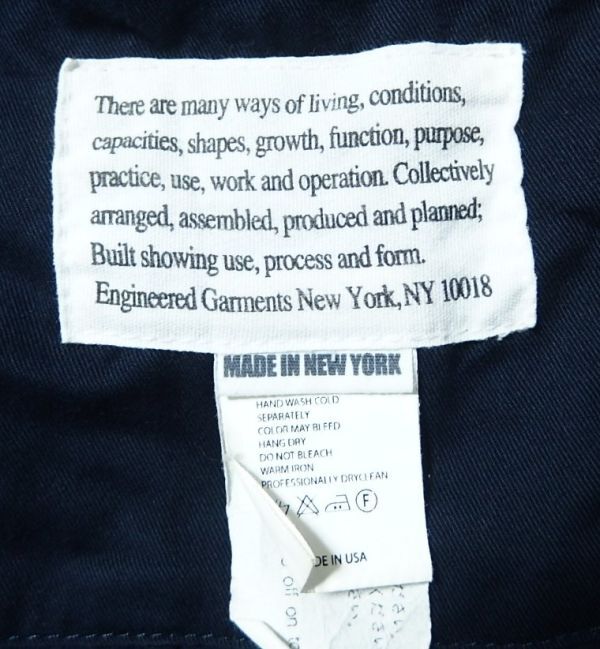 There are many ways of living, conditions,
capacities, shapes, growth, function, purpose,
practice, use, work and operation. Collectively
arranged, assembled, produced and planned;
Built showing use, process and form.
Engineered Garments New York, NY 10018
MADE IN NEW YORK
HAND WASH COLD
SEPARATELY
COLOR MAY BLEED
HANG DRY
DO NOT BLEACH
WARM IRON
PROFESSIONALLY DRYCLEAN
F
DE IN USA
off on